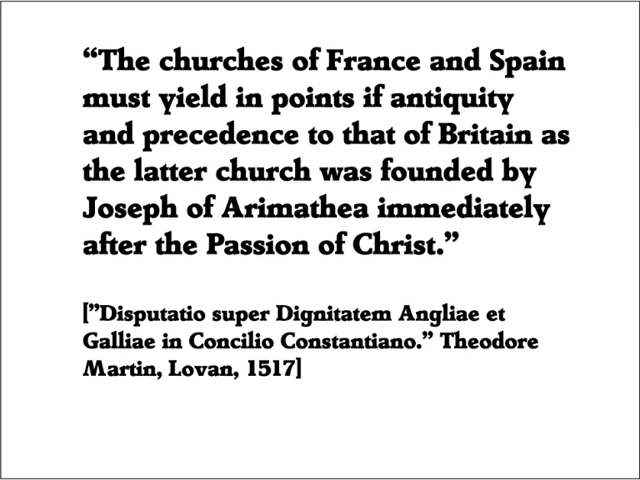 “The churches of France and Spain
must yield in points if antiquity
and precedence to that of Britain as
the latter church was founded by
Joseph of Arimathea immediately
after the Passion of Christ.”
[”Disputatio super Dignitatem Angliae et
Galliae in Concilio Constantiano.” Theodore
Martin, Lovan, 1517]